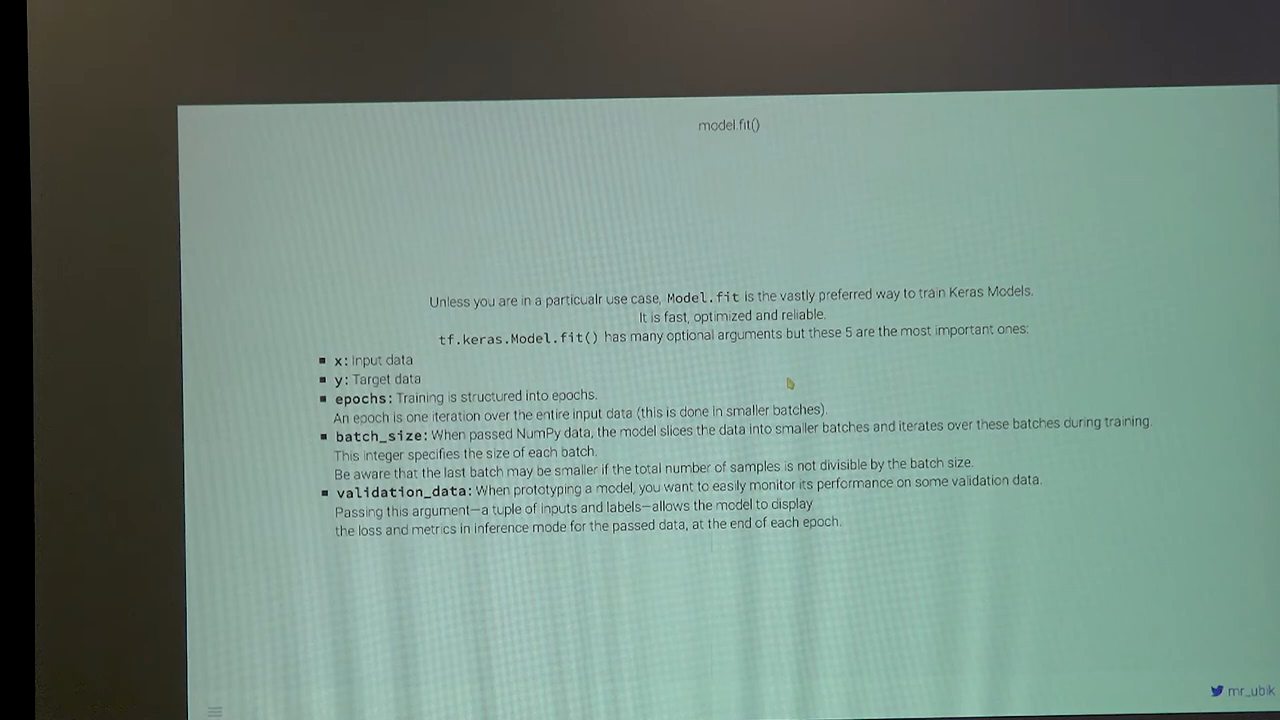 model.fit()
Unless you are in a particualr use case, Model.fit is the vastly preferred way to train Keras Models.
It is fast, optimized and reliable.
tf.keras.Model.fit() has many optional arguments but these 5 are the most important ones:
▪ x: Input data
▪ y: Target data
▪ epochs: Training is structured into epochs.
An epoch is one iteration over the entire input data (this is done in smaller batches).
▪ batch_size: When passed NumPy data, the model slices the data into smaller batches and iterates over these batches during training.
This integer specifies the size of each batch.
Be aware that the last batch may be smaller if the total number of samples is not divisible by the batch size.
▪ validation_data: When prototyping a model, you want to easily monitor its performance on some validation data.
Passing this argument—a tuple of inputs and labels—allows the model to display
the loss and metrics in inference mode for the passed data, at the end of each epoch.
mr_ubik